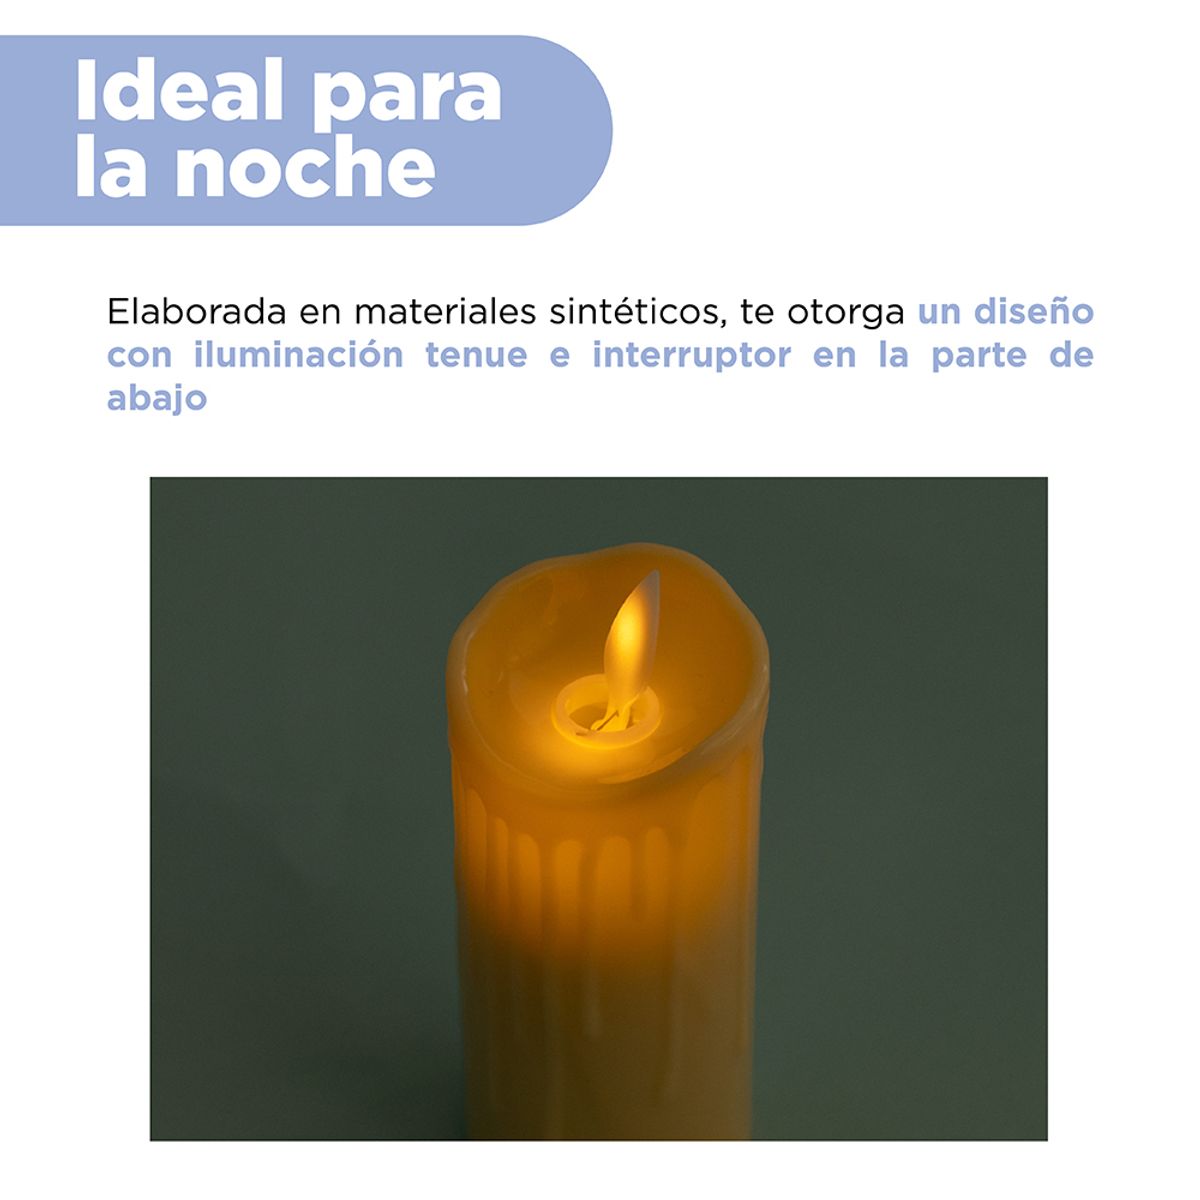 Ideal para
la noche
Elaborada en materiales sintéticos, te otorga un diseño
con iluminación tenue e interruptor en la parte de
abajo